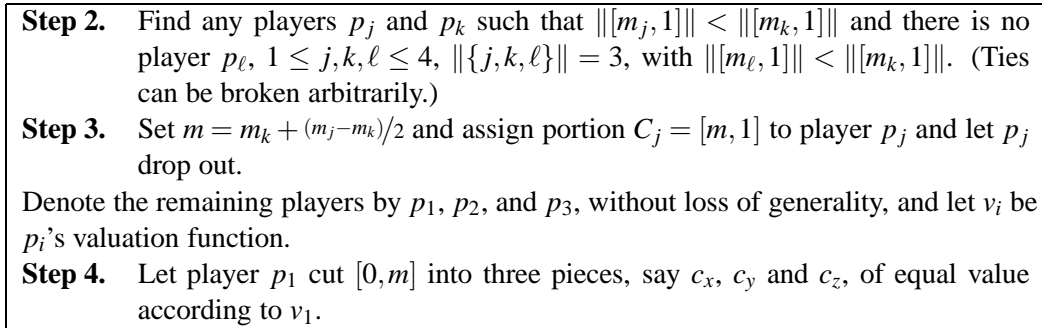 Step 2. Find any players p_j and p_k such that ‖[m_j, 1]‖ < ‖[m_k, 1]‖ and there is no
player p_ℓ, 1 ≤ j, k, ℓ ≤ 4, ‖{j, k, ℓ}‖ = 3, with ‖[m_ℓ, 1]‖ < ‖[m_k, 1]‖. (Ties
can be broken arbitrarily.)
Step 3. Set m = m_k + (m_j−m_k)/2 and assign portion C_j = [m, 1] to player p_j and let p_j
drop out.
Denote the remaining players by p_1, p_2, and p_3, without loss of generality, and let v_i be
p_i's valuation function.
Step 4. Let player p_1 cut [0, m] into three pieces, say c_x, c_y and c_z, of equal value
according to v_1.